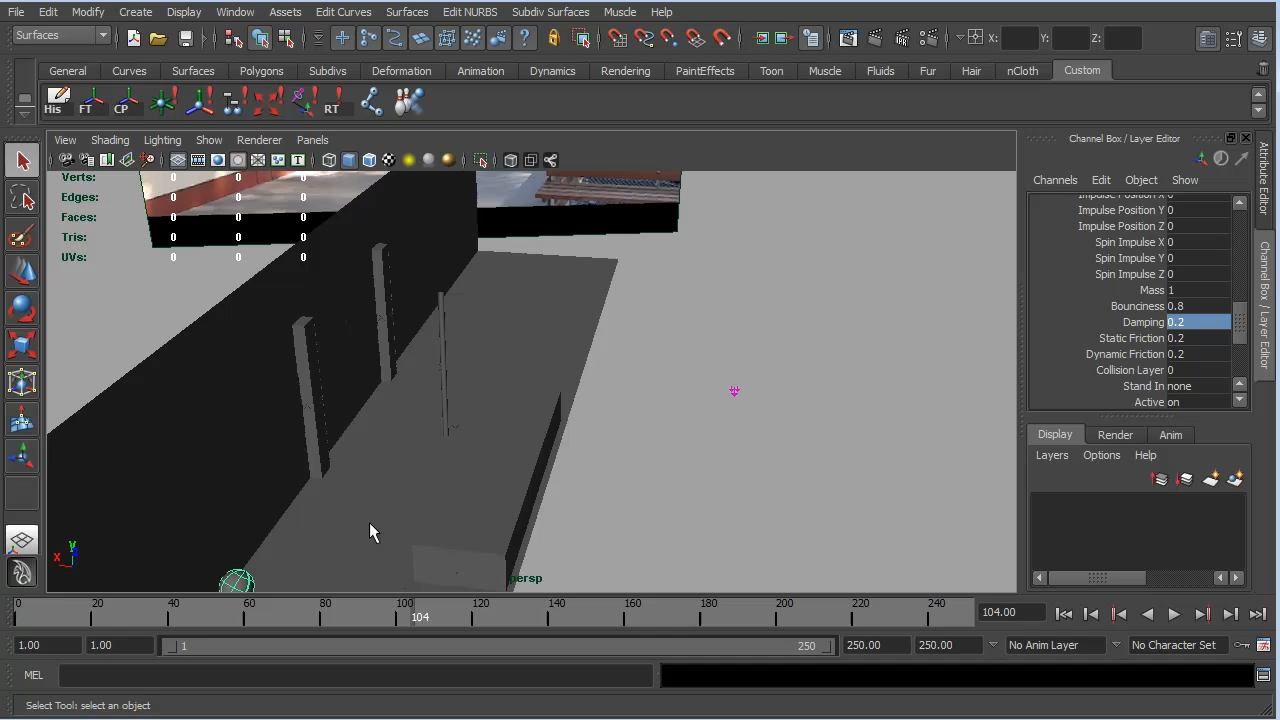 File Edit Modify Create Display Window Assets Edit Curves Surfaces Edit NURBS Subdiv Surfaces Muscle Help
Surfaces X: Y: Z:
General Curves Surfaces Polygons Subdivs Deformation Animation Dynamics Rendering PaintEffects Toon Muscle Fluids Fur Hair nCloth Custom
His FT CP RT
View Shading Lighting Show Renderer Panels
Verts: 0 0 0
Edges: 0 0 0
Faces: 0 0 0
Tris: 0 0 0
UVs: 0 0 0
persp
y
x
z
Channel Box / Layer Editor
Channels Edit Object Show
Impulse Position X 0
Impulse Position Y 0
Impulse Position Z 0
Spin Impulse X 0
Spin Impulse Y 0
Spin Impulse Z 0
Mass 1
Bounciness 0.8
Damping 0.2
Static Friction 0.2
Dynamic Friction 0.2
Collision Layer 0
Stand In none
Active on
Display Render Anim
Layers Options Help
Attribute Editor
Channel Box / Layer Editor
0 20 40 60 80 100 120 140 160 180 200 220 240
104
104.00
1.00 1.00 1 250 250.00 250.00 No Anim Layer No Character Set
MEL
Select Tool: select an object